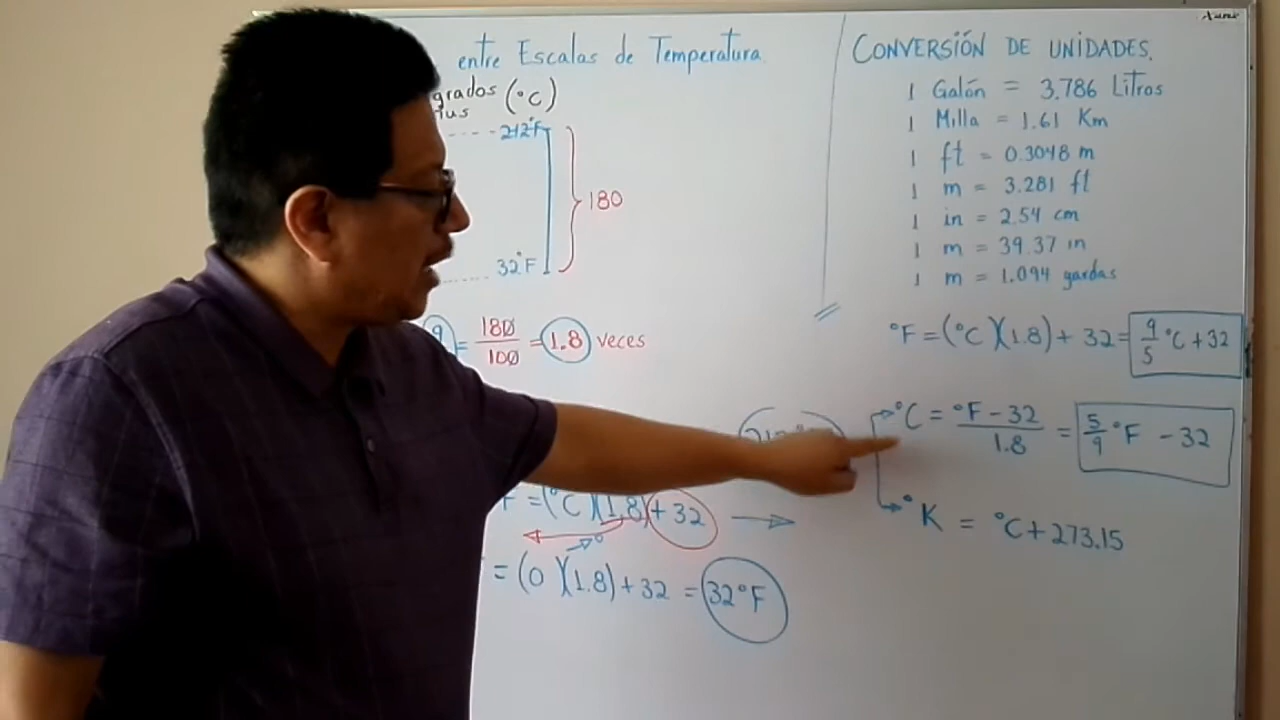 entre Escalas de Temperatura.
grados (°C)
212°F
180
32°F
9 = 180/100 = 1.8 veces
F = (°C)(1.8) + 32
= (0)(1.8) + 32 = 32°F
CONVERSIÓN DE UNIDADES.
1 Galón = 3.786 Litros
1 Milla = 1.61 Km
1 ft = 0.3048 m
1 m = 3.281 ft
1 in = 2.54 cm
1 m = 39.37 in
1 m = 1.094 yardas
°F = (°C)(1.8) + 32 = 9/5 °C + 32
°C = °F - 32 / 1.8 = 5/9 °F - 32
°K = °C + 273.15